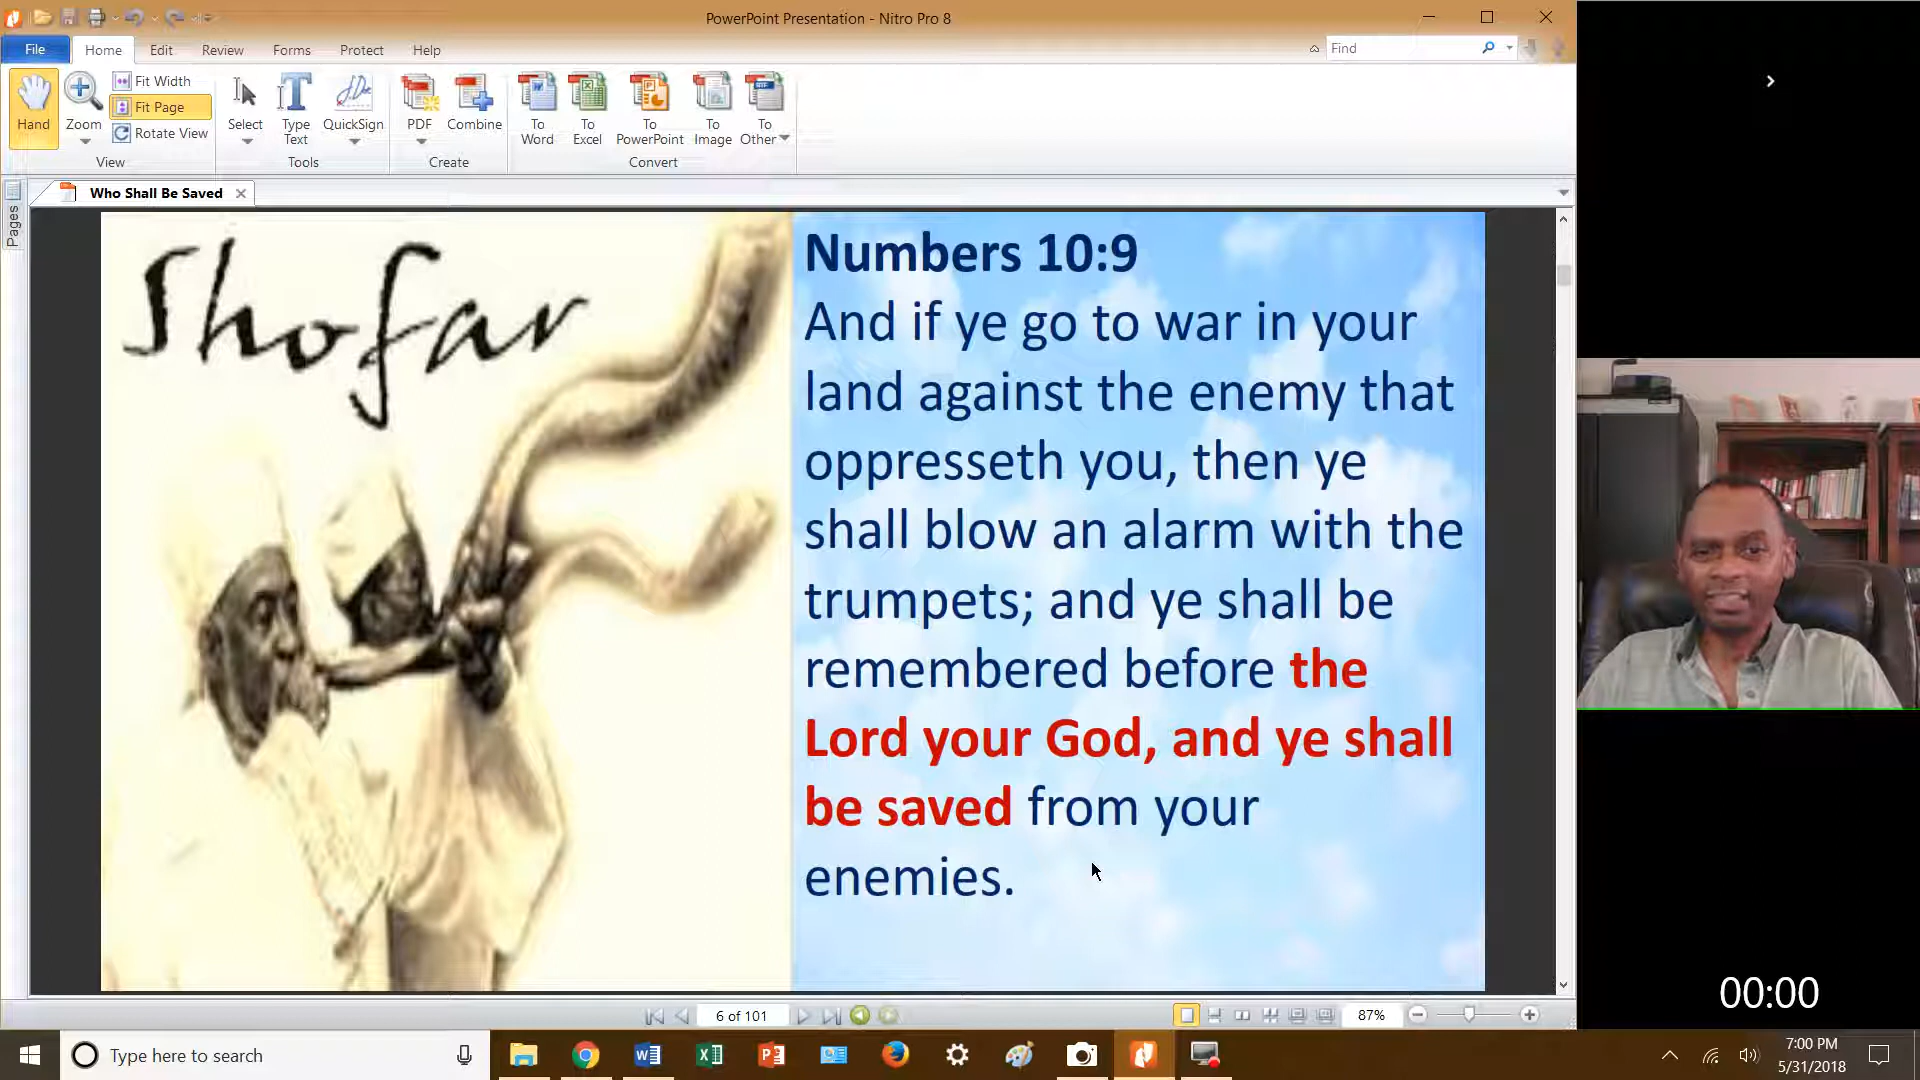 PowerPoint Presentation - Nitro Pro 8
File Home Edit View Review Forms Protect Help
Find
Hand
Zoom
Fit Width
Fit Page
Rotate View
View
Select
Type Text
QuickSign
Tools
PDF
Combine
Create
To Word
To Excel
To PowerPoint
To Image
To Other
Convert
Who Shall Be Saved
Pages
Shofar
Numbers 10:9
And if ye go to war in your
land against the enemy that
oppresseth you, then ye
shall blow an alarm with the
trumpets; and ye shall be
remembered before the
Lord your God, and ye shall
be saved from your
enemies.
6 of 101
87%
00:00
Type here to search
7:00 PM
5/31/2018